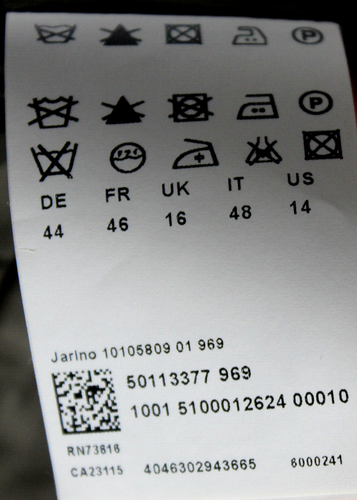 P
P
DE FR UK IT US
44 46 16 48 14
Jarino 10105809 01 969
50113377 969
1001 5100012624 00010
RN73616
CA23115 4046302943665 6000241